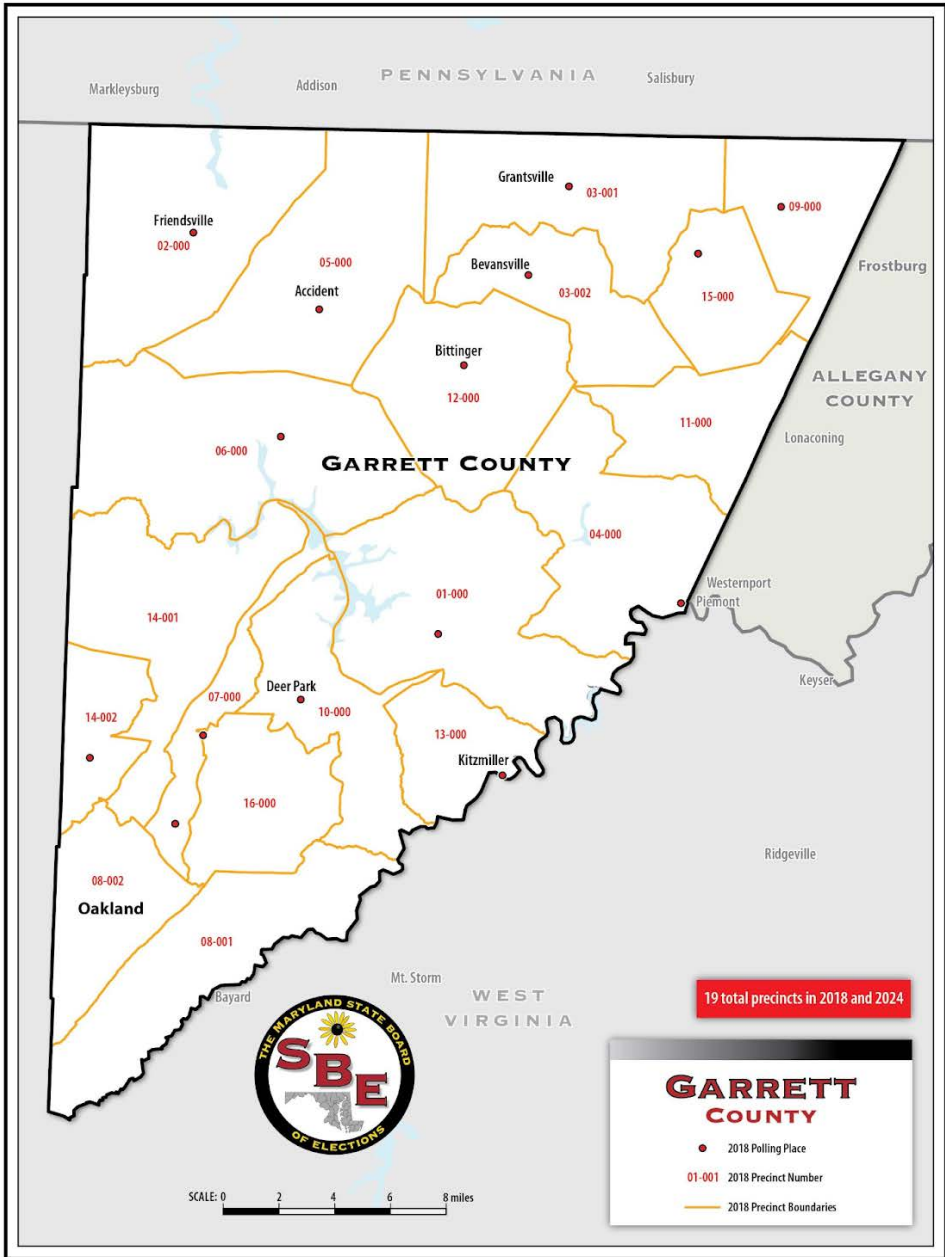 PENNSYLVANIA
Markleysburg
Addison
Salisbury
Grantsville
03-001
09-000
Friendsville
02-000
05-000
Bevansville
03-002
15-000
Frostburg
Accident
Bittinger
12-000
ALLEGANY
COUNTY
11-000
Lonaconing
06-000
GARRETT COUNTY
04-000
01-000
Westernport
Piemont
14-001
Keyser
Deer Park
07-000
10-000
14-002
13-000
Kitzmiller
16-000
Ridgeville
08-002
Oakland
08-001
Mt. Storm
Bayard
WEST
VIRGINIA
THE MARYLAND STATE BOARD
SBE
OF ELECTIONS
19 total precincts in 2018 and 2024
GARRETT
COUNTY
2018 Polling Place
01-001 2018 Precinct Number
2018 Precinct Boundaries
SCALE: 0 2 4 6 8 miles